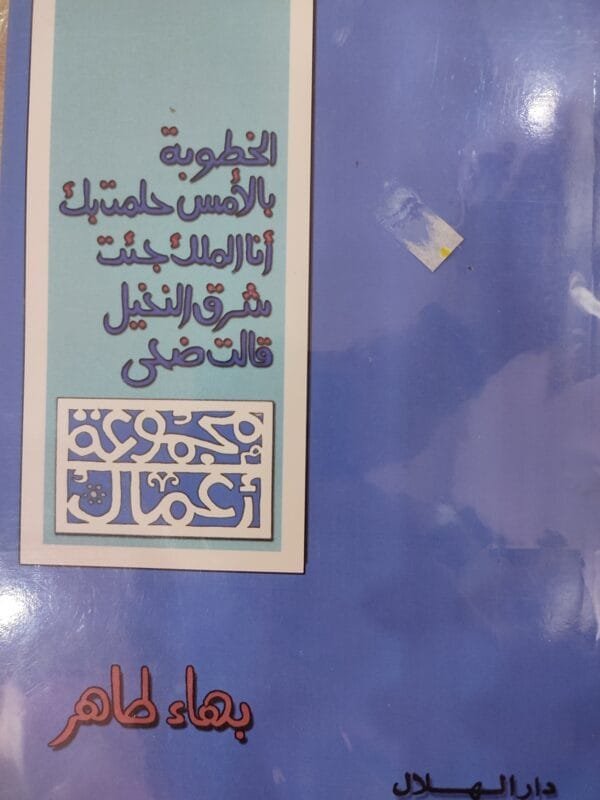 الخطوبة
بالأمس حلمت بك
أنا الملك جئت
شرق النخيل
قالت ضحى
مجموعة
أعمال
بهاء طاهر
دار الهلال